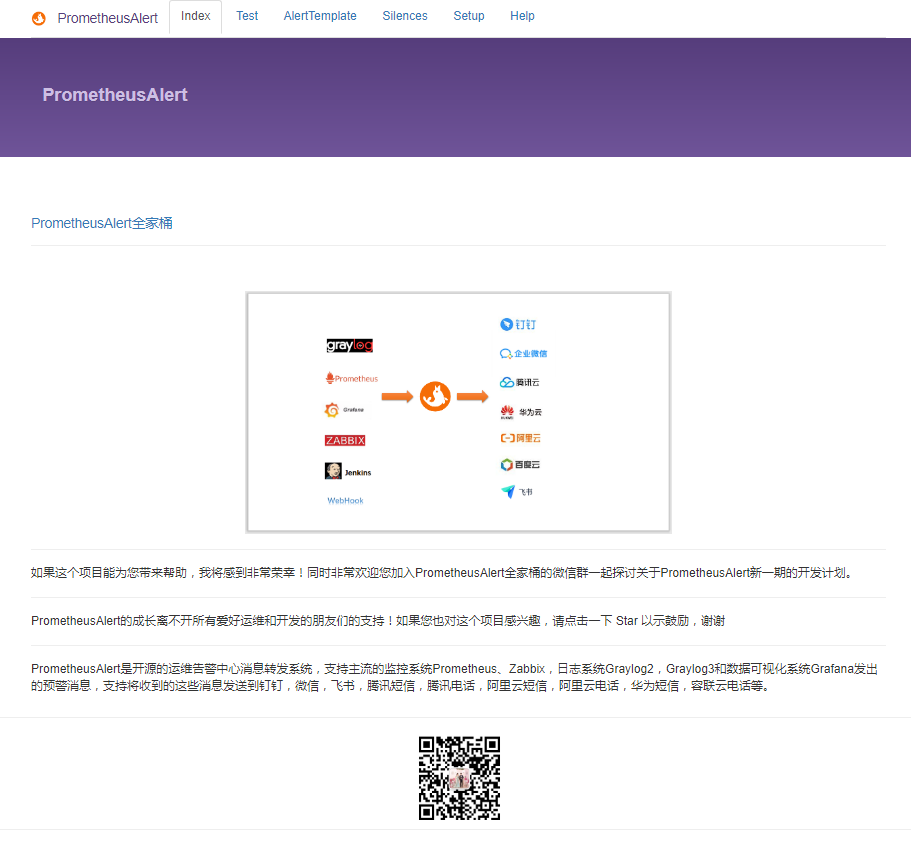 PrometheusAlert
Index
Test
AlertTemplate
Silences
Setup
Help
PrometheusAlert
PrometheusAlert全家桶
graylog
Prometheus
Grafana
ZABBIX
Jenkins
WebHook
钉钉
企业微信
腾讯云
HUAWEI 华为云
阿里云
百度云
飞书
如果这个项目能为您带来帮助，我将感到非常荣幸！同时非常欢迎您加入PrometheusAlert全家桶的微信群一起探讨关于PrometheusAlert新一期的开发计划。
PrometheusAlert的成长离不开所有爱好运维和开发的朋友们的支持！如果您也对这个项目感兴趣，请点击一下 Star 以示鼓励，谢谢
PrometheusAlert是开源的运维告警中心消息转发系统，支持主流的监控系统Prometheus、Zabbix，日志系统Graylog2，Graylog3和数据可视化系统Grafana发出
的预警消息，支持将收到的这些消息发送到钉钉，微信，飞书，腾讯短信，腾讯电话，阿里云短信，阿里云电话，华为短信，容联云电话等。